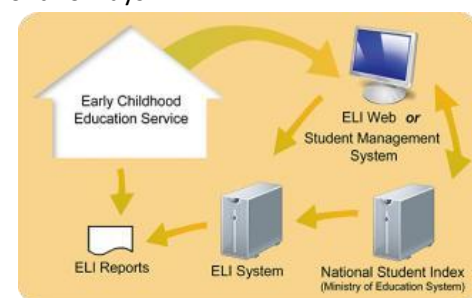 Early Childhood
Education Service
ELI Web or
Student Management
System
ELI Reports
ELI System
National Student Index
(Ministry of Education System)